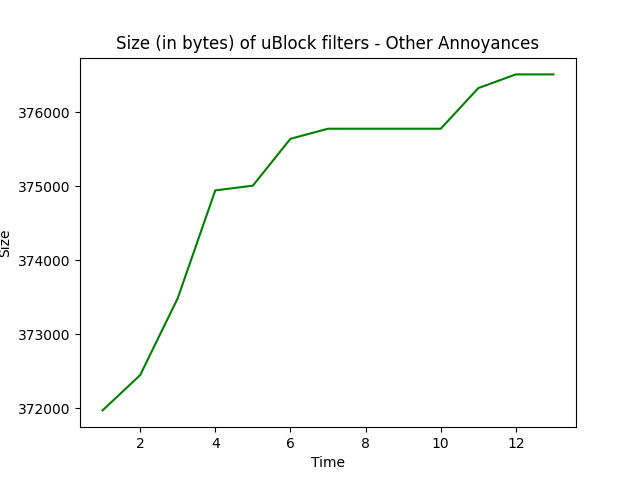 Size (in bytes) of uBlock filters - Other Annoyances
376000
375000
374000
373000
372000
Size
2 4 6 8 10 12
Time